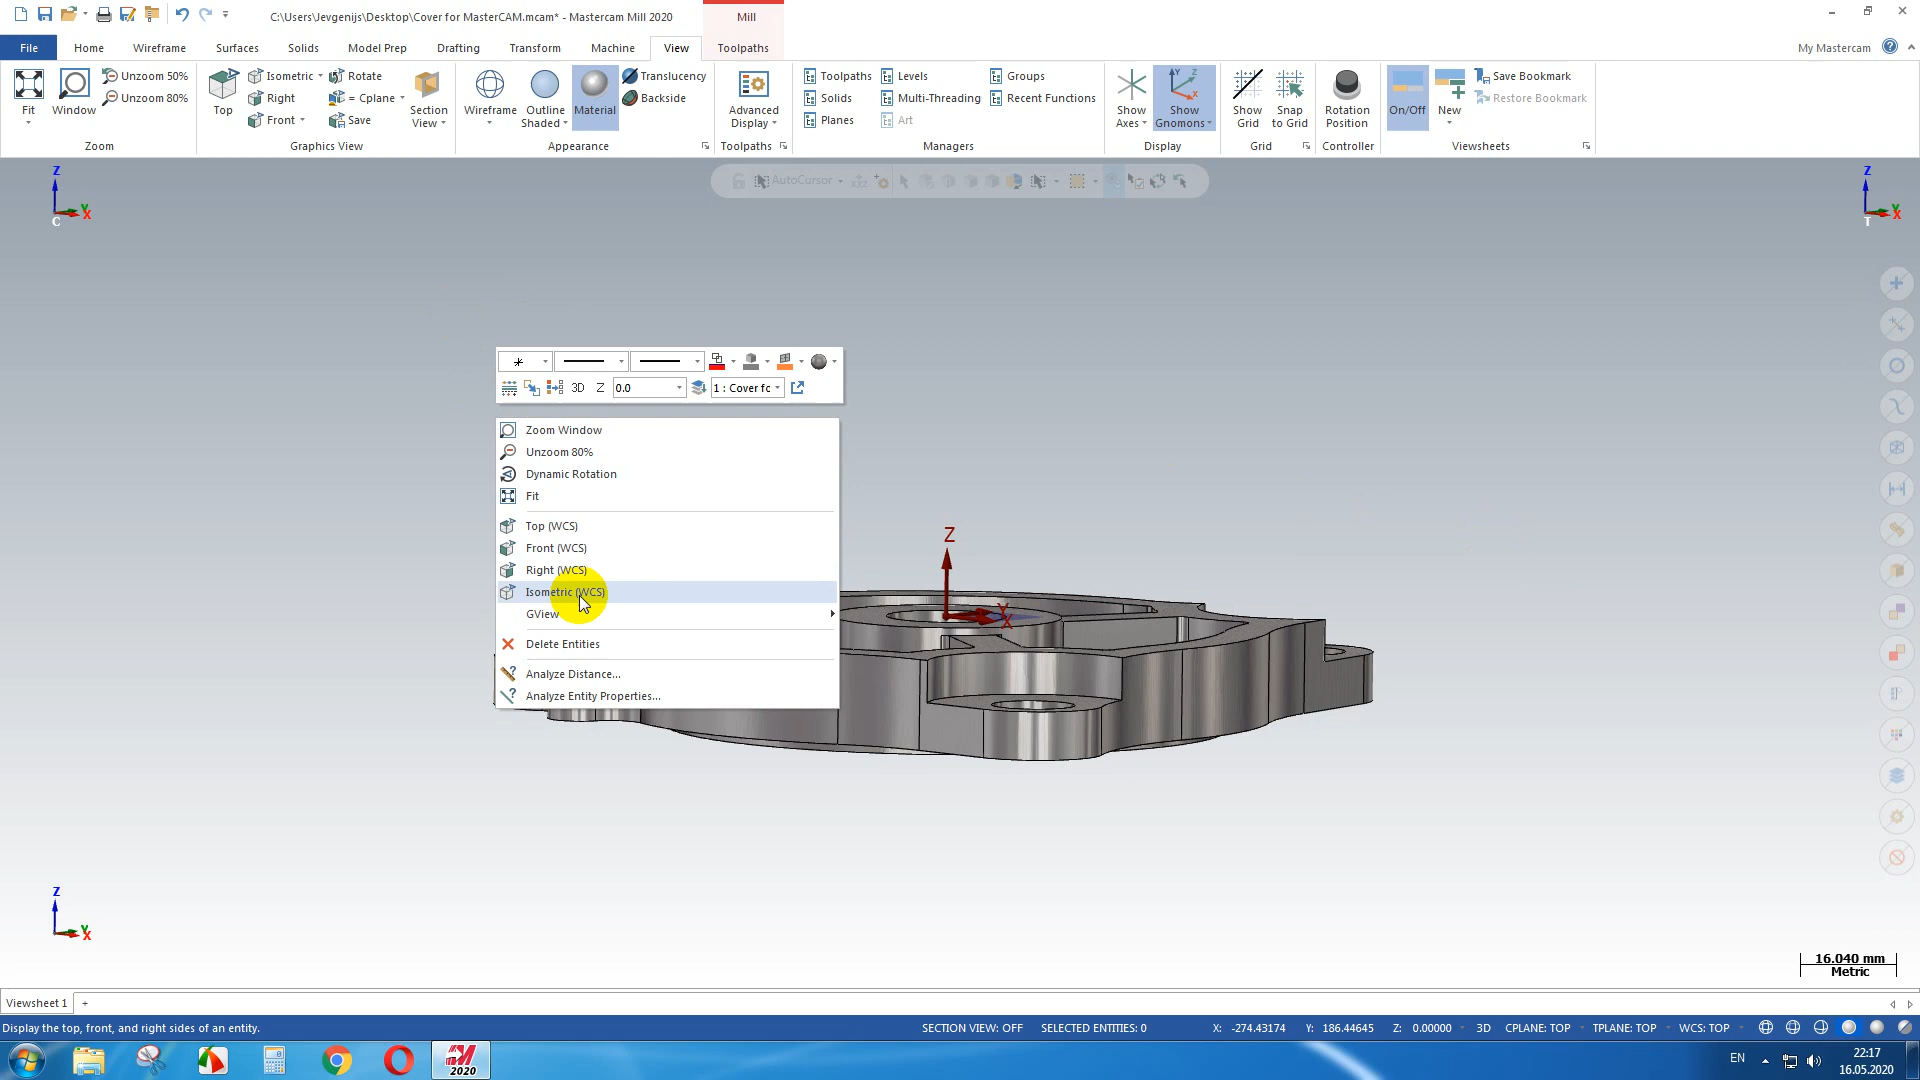 C:\Users\Jevgenijs\Desktop\Cover for MasterCAM.mcam* - Mastercam Mill 2020
Mill
File Home Wireframe Surfaces Solids Model Prep Drafting Transform Machine View Toolpaths My Mastercam
Unzoom 50% Isometric Rotate Translucency Toolpaths Levels Groups Save Bookmark
Unzoom 80% Right = Cplane Backside Solids Multi-Threading Recent Functions Restore Bookmark
Fit Window Top Front Save Section View Wireframe Outline Shaded Material Advanced Display Planes Art Show Axes Show Gnomons Show Grid Snap to Grid Rotation Position On/Off New
Zoom Graphics View Appearance Toolpaths Managers Display Grid Controller Viewsheets
Z
Y
X
C
AutoCursor
Z
Y
X
T
3D Z 0.0 1 : Cover fc
Zoom Window
Unzoom 80%
Dynamic Rotation
Fit
Top (WCS)
Front (WCS)
Right (WCS)
Isometric (WCS)
GView
Delete Entities
Analyze Distance...
Analyze Entity Properties...
Z
Y
X
Z
Y
X
16.040 mm
Metric
Viewsheet 1 +
Display the top, front, and right sides of an entity. SECTION VIEW: OFF SELECTED ENTITIES: 0 X: -274.43174 Y: 186.44645 Z: 0.00000 3D CPLANE: TOP TPLANE: TOP WCS: TOP
2020
EN
22:17
16.05.2020